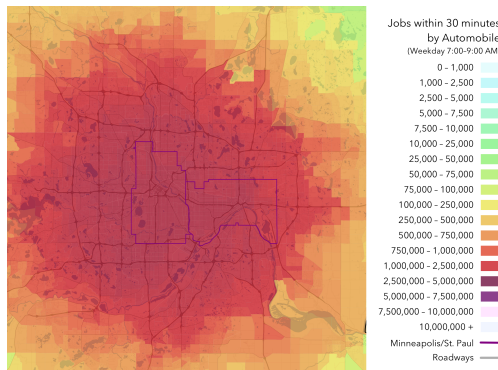 Jobs within 30 minutes
by Automobile
(Weekday 7:00–9:00 AM
0 – 1,000
1,000 – 2,500
2,500 – 5,000
5,000 – 7,500
7,500 – 10,000
10,000 – 25,000
25,000 – 50,000
50,000 – 75,000
75,000 – 100,000
100,000 – 250,000
250,000 – 500,000
500,000 – 750,000
750,000 – 1,000,000
1,000,000 – 2,500,000
2,500,000 – 5,000,000
5,000,000 – 7,500,000
7,500,000 – 10,000,000
10,000,000 +
Minneapolis/St. Paul
Roadways